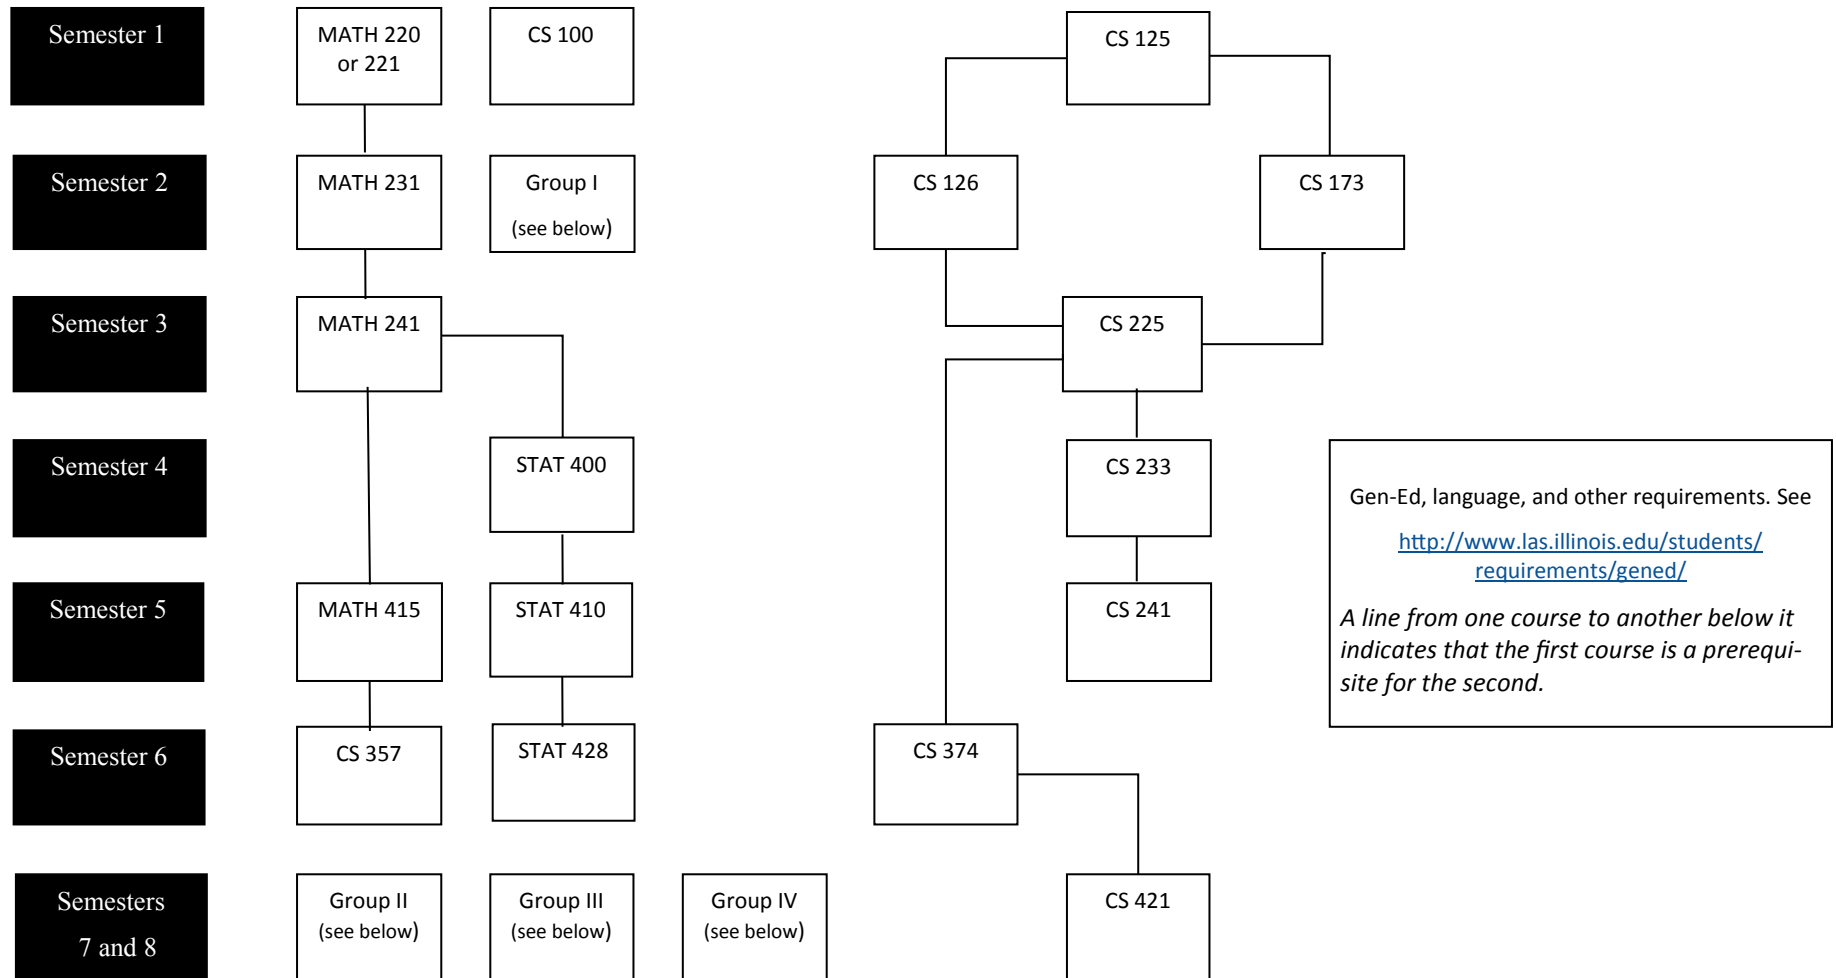 Semester 1
MATH 220
or 221
CS 100
CS 125
Semester 2
MATH 231
Group I
(see below)
CS 126
CS 173
Semester 3
MATH 241
CS 225
Semester 4
STAT 400
CS 233
Gen-Ed, language, and other requirements. See
http://www.las.illinois.edu/students/
requirements/gened/
A line from one course to another below it
indicates that the first course is a prerequi-
site for the second.
Semester 5
MATH 415
STAT 410
CS 241
Semester 6
CS 357
STAT 428
CS 374
Semesters
7 and 8
Group II
(see below)
Group III
(see below)
Group IV
(see below)
CS 421